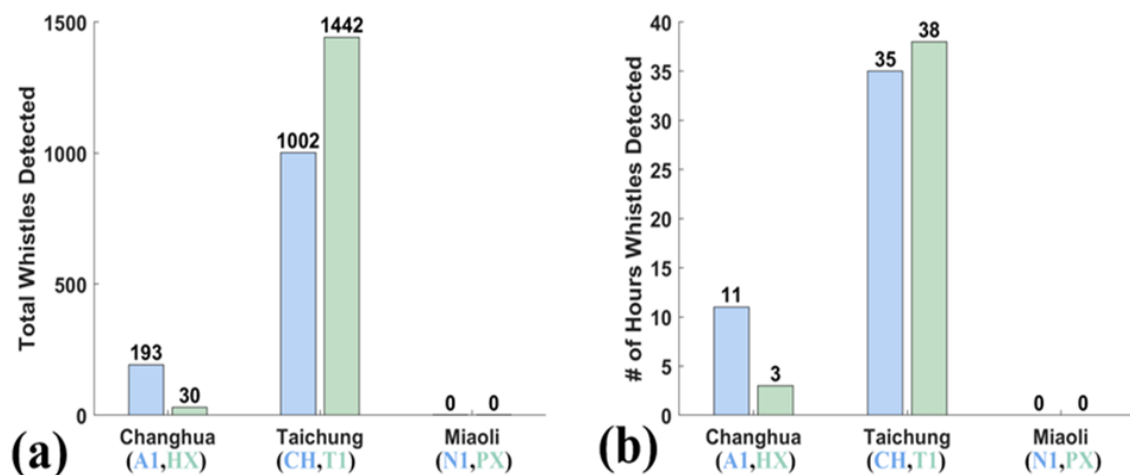 Total Whistles Detected
1500
1000
500
0
193
30
1002
1442
0 0
Changhua Taichung Miaoli
(A1,HX) (CH,T1) (N1,PX)
(a)
# of Hours Whistles Detected
40
35
30
25
20
15
10
5
0
11
3
35
38
0 0
Changhua Taichung Miaoli
(A1,HX) (CH,T1) (N1,PX)
(b)